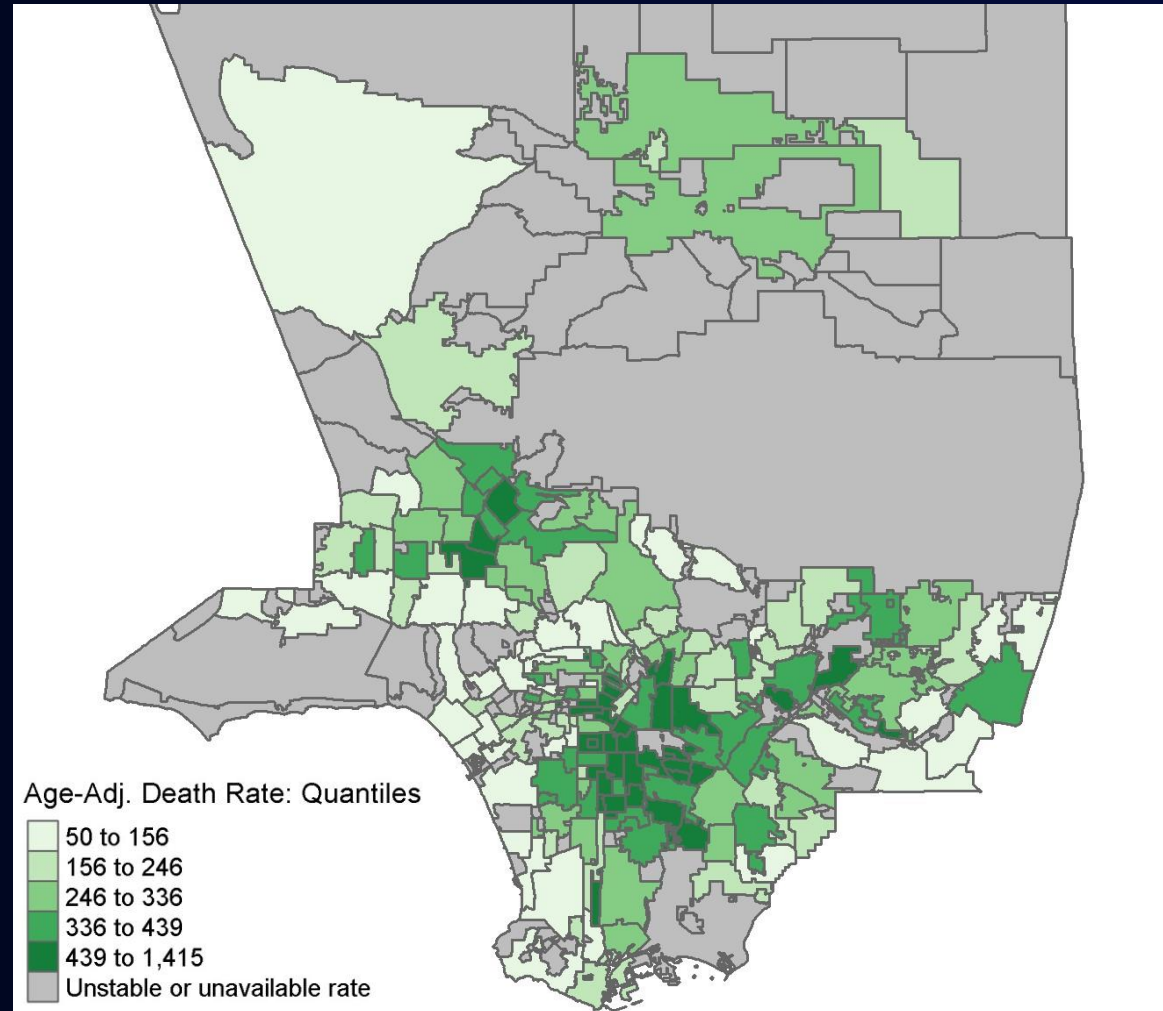 Age-Adj. Death Rate: Quantiles
50 to 156
156 to 246
246 to 336
336 to 439
439 to 1,415
Unstable or unavailable rate